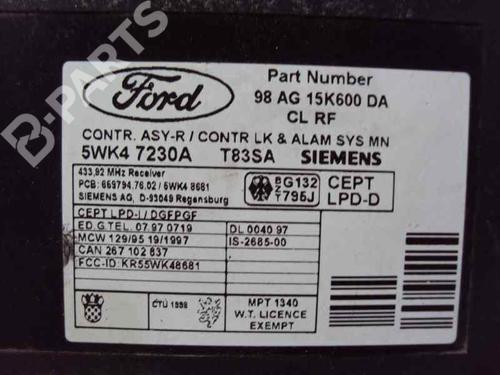 Ford
Part Number
98 AG 15K600 DA
CL RF
CONTR. ASY-R / CONTR LK & ALAM SYS MN
5WK4 7230A T83SA SIEMENS
433,92 MHz Receiver
PCB: 669794.76.02 / 5WK4 8681
SIEMENS AG, D-93049 Regensburg
BZT G132795J
CEPT
LPD-D
CEPT LPD-I / DGFPGF
ED.G.TEL. 07.97 0719
MCW 129/95 19/1997
CAN 267 102 837
FCC-ID: KR55WK48681
DL 0040 97
IS-2685-00
ČTÚ 1998
MPT 1340
W.T. LICENCE
EXEMPT
B-PARTS